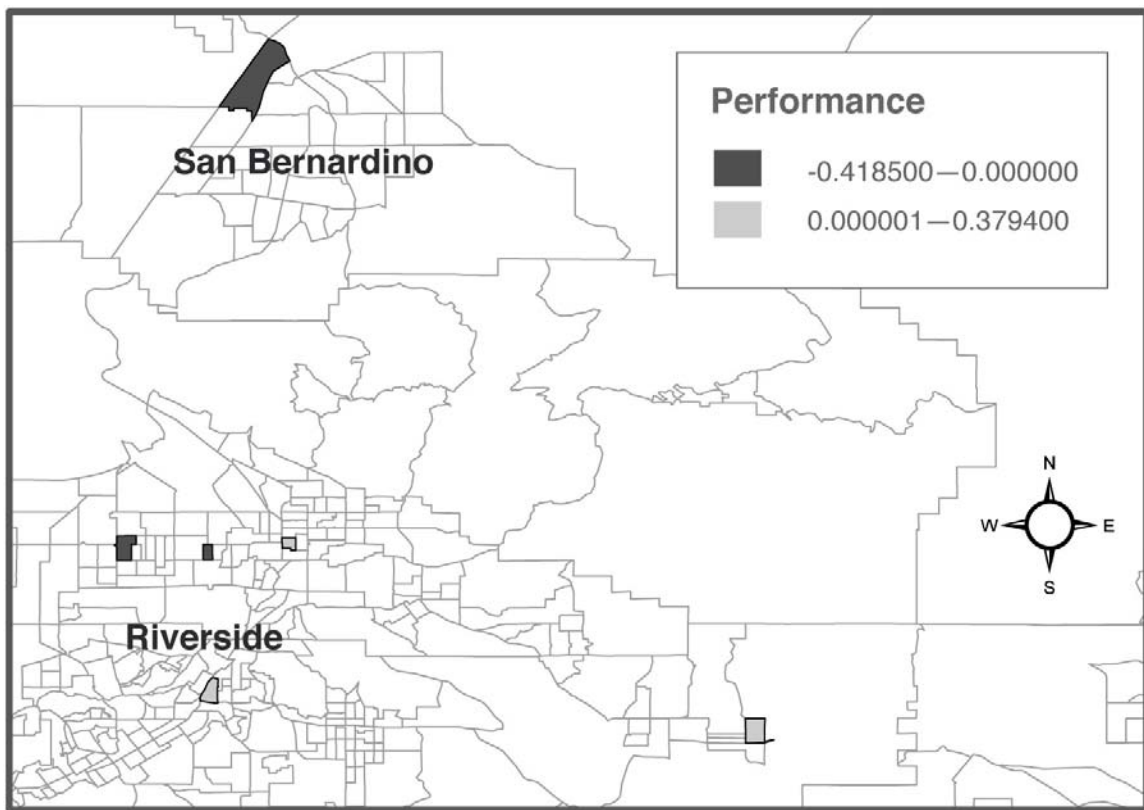 Performance
-0.418500—0.000000
0.000001—0.379400
San Bernardino
N
W E
S
Riverside